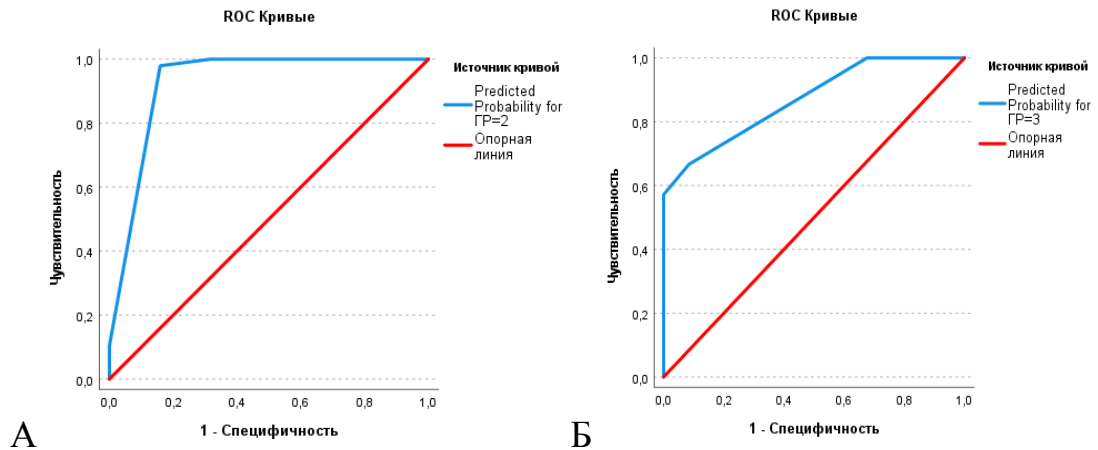 ROC Кривые
1,0
0,8
0,6
0,4
0,2
0,0
Чувствительность
0,0
0,2
0,4
0,6
0,8
1,0
1 - Специфичность
Источник кривой
Predicted
Probability for
ГР=2
Опорная
линия
А
ROC Кривые
1,0
0,8
0,6
0,4
0,2
0,0
Чувствительность
0,0
0,2
0,4
0,6
0,8
1,0
1 - Специфичность
Источник кривой
Predicted
Probability for
ГР=3
Опорная
линия
Б